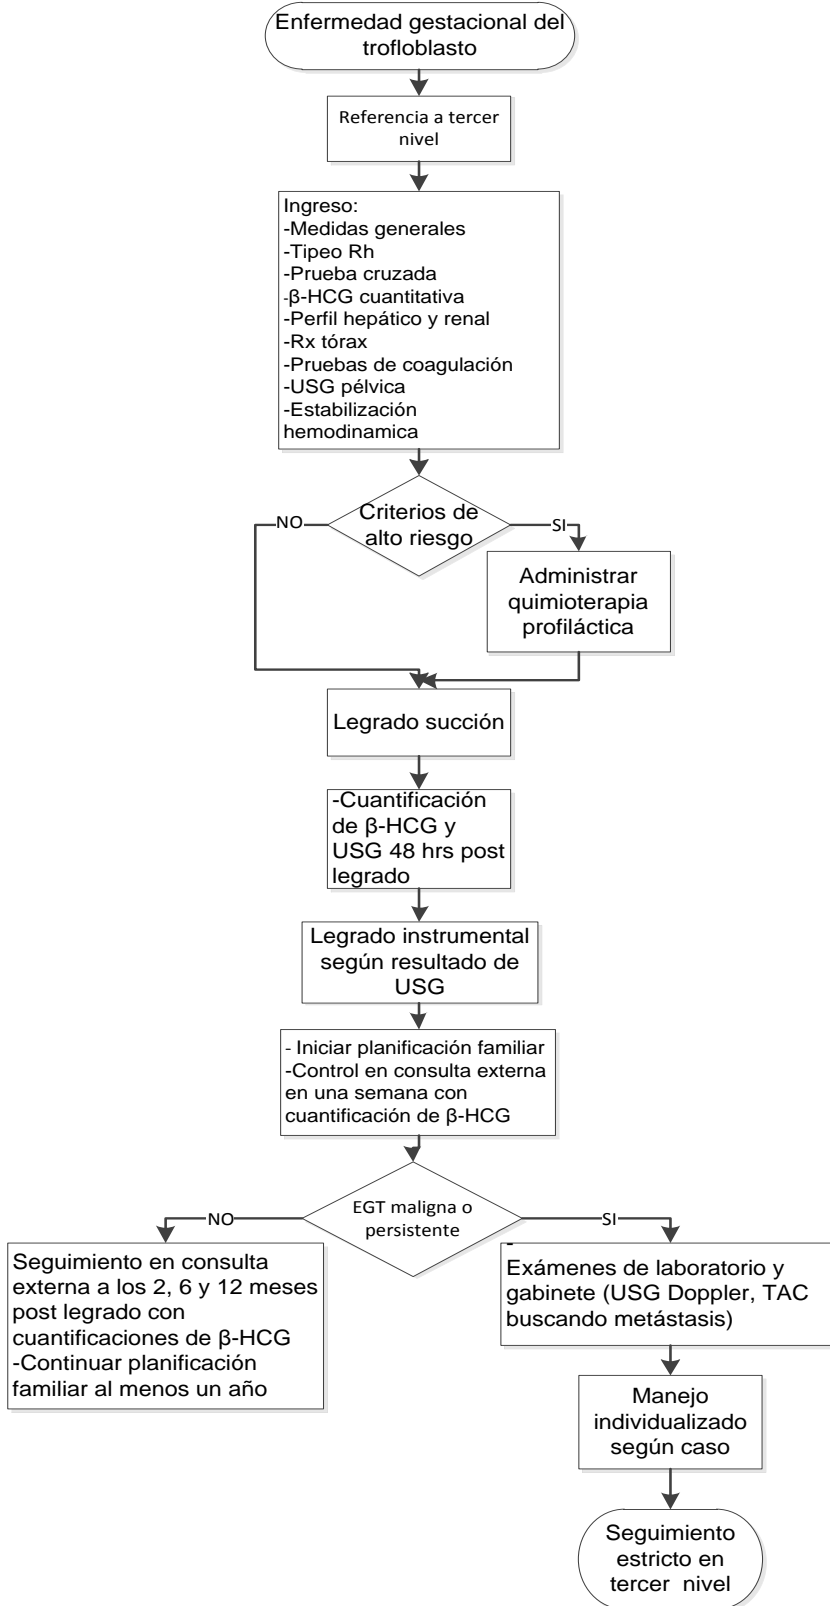 Enfermedad gestacional del
trofloblasto
Referencia a tercer
nivel
Ingreso:
-Medidas generales
-Tipeo Rh
-Prueba cruzada
-β-HCG cuantitativa
-Perfil hepático y renal
-Rx tórax
-Pruebas de coagulación
-USG pélvica
-Estabilización
hemodinamica
Criterios de
alto riesgo
NO
SI
Administrar
quimioterapia
profiláctica
Legrado succión
-Cuantificación
de β-HCG y
USG 48 hrs post
legrado
Legrado instrumental
según resultado de
USG
- Iniciar planificación familiar
-Control en consulta externa
en una semana con
cuantificación de β-HCG
EGT maligna o
persistente
NO
SI
Seguimiento en consulta
externa a los 2, 6 y 12 meses
post legrado con
cuantificaciones de β-HCG
-Continuar planificación
familiar al menos un año
-
Exámenes de laboratorio y
gabinete (USG Doppler, TAC
buscando metástasis)
Manejo
individualizado
según caso
Seguimiento
estricto en
tercer nivel